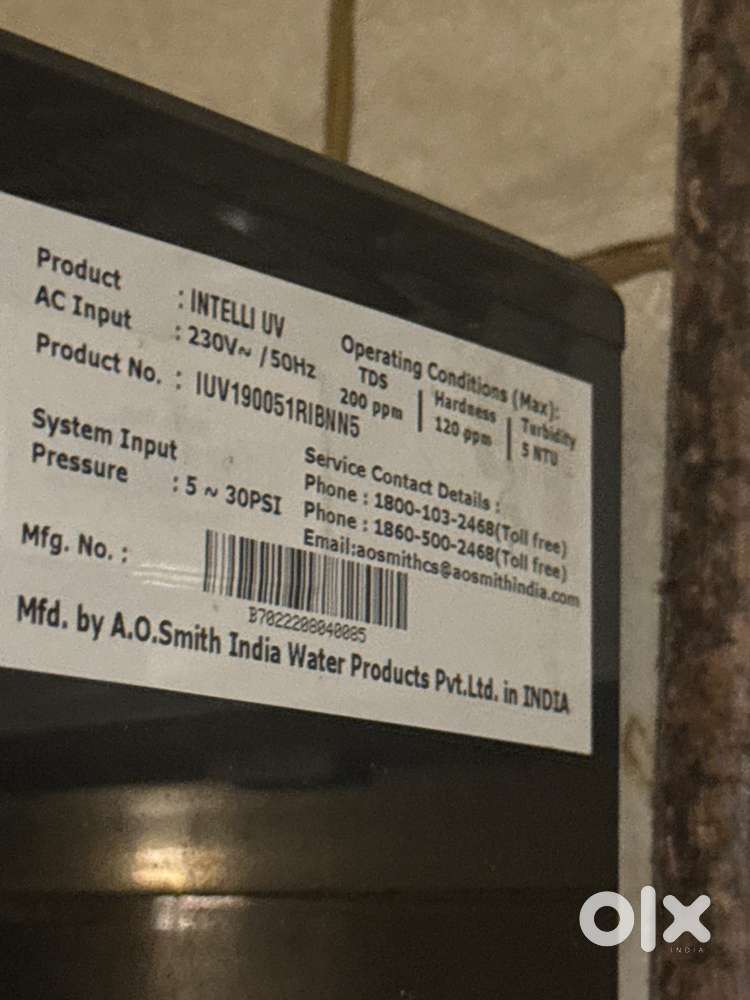 Product : INTELLI UV
AC Input : 230V~ /50Hz
Product No. : IUV190051RIBNN5
System Input
Pressure : 5 ~ 30PSI
Mfg. No. :
B7022208040085
Operating Conditions (Max):
TDS | Hardness | Turbidity
200 ppm | 120 ppm | 5 NTU
Service Contact Details :
Phone : 1800-103-2468(Toll free)
Phone : 1860-500-2468(Toll free)
Email:aosmithcs@aosmithindia.com
Mfd. by A.O.Smith India Water Products Pvt.Ltd. in INDIA
olx
INDIA